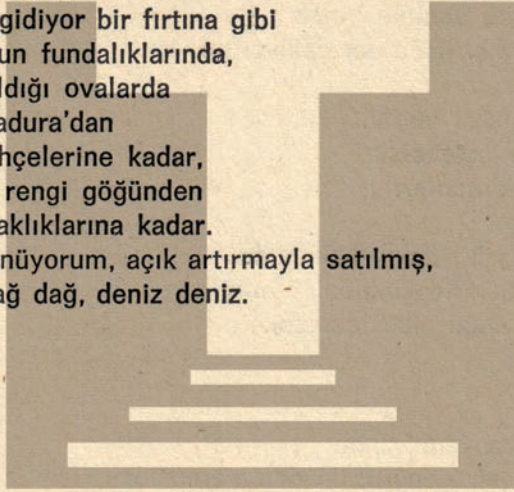 gidiyor bir fırtına gibi
un fundalıklarında,
ldığı ovalarda
adura'dan
hçelerine kadar,
rengi göğünden
aklıklarına kadar.
nüyorum, açık artırmayla satılmış,
ağ dağ, deniz deniz.